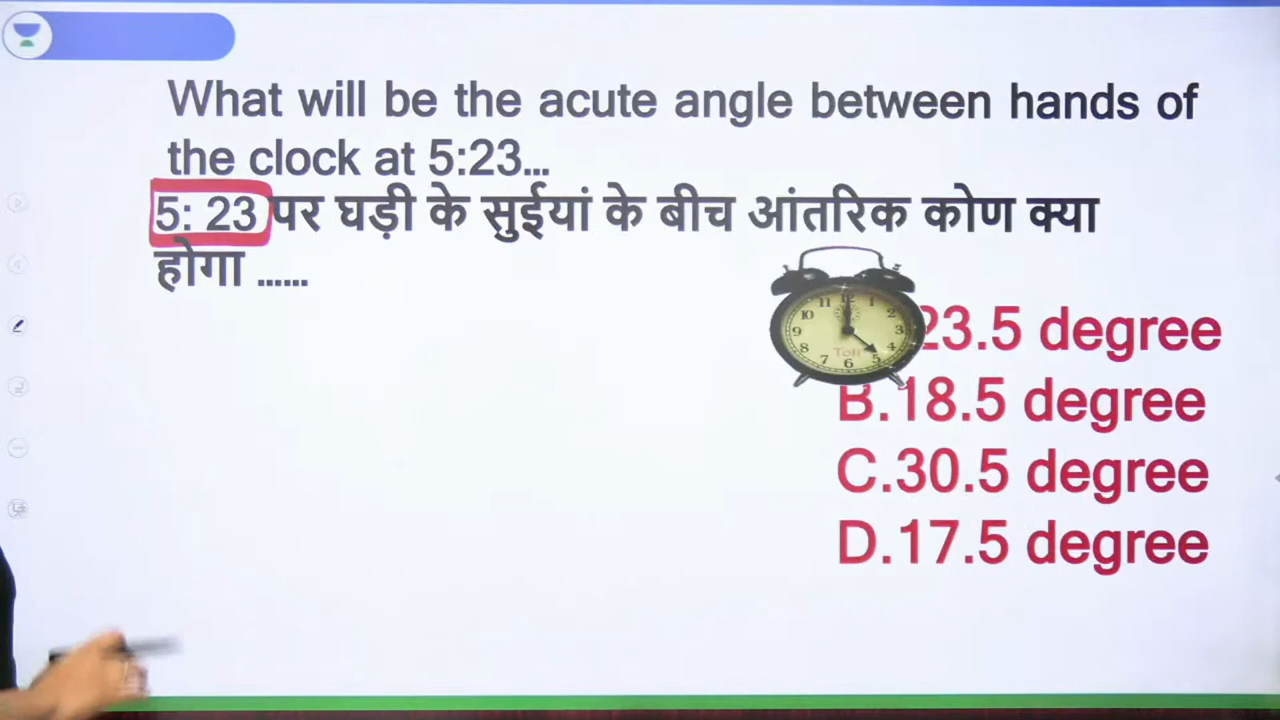 What will be the acute angle between hands of
the clock at 5:23...
5: 23 पर घड़ी के सुईयां के बीच आंतरिक कोण क्या
होगा ......
23.5 degree
B.18.5 degree
C.30.5 degree
D.17.5 degree